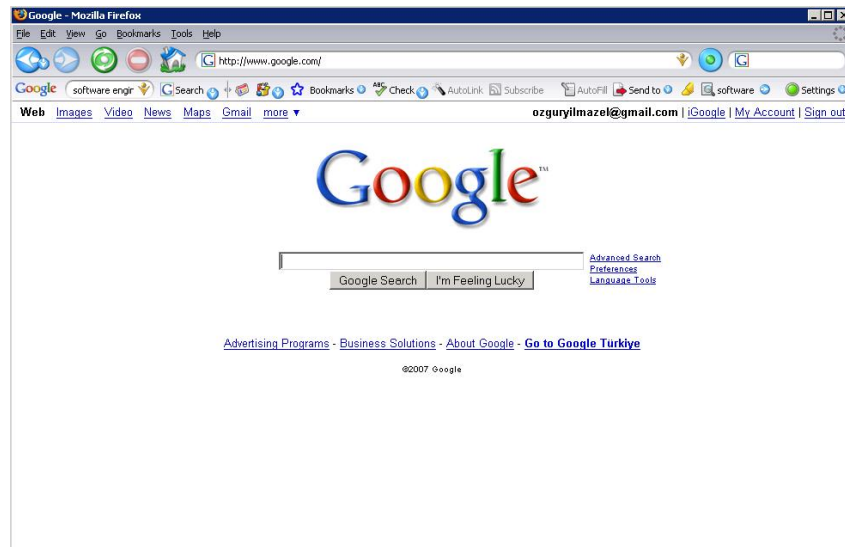 Google - Mozilla Firefox
File Edit View Go Bookmarks Tools Help
G http://www.google.com/ G
Google software engir G Search Bookmarks ABC Check AutoLink Subscribe AutoFill Send to software Settings
Web Images Video News Maps Gmail more ▼ ozguryilmazel@gmail.com | iGoogle | My Account | Sign out
Google™
Advanced Search
Preferences
Language Tools
Google Search I'm Feeling Lucky
Advertising Programs - Business Solutions - About Google - Go to Google Türkiye
©2007 Google